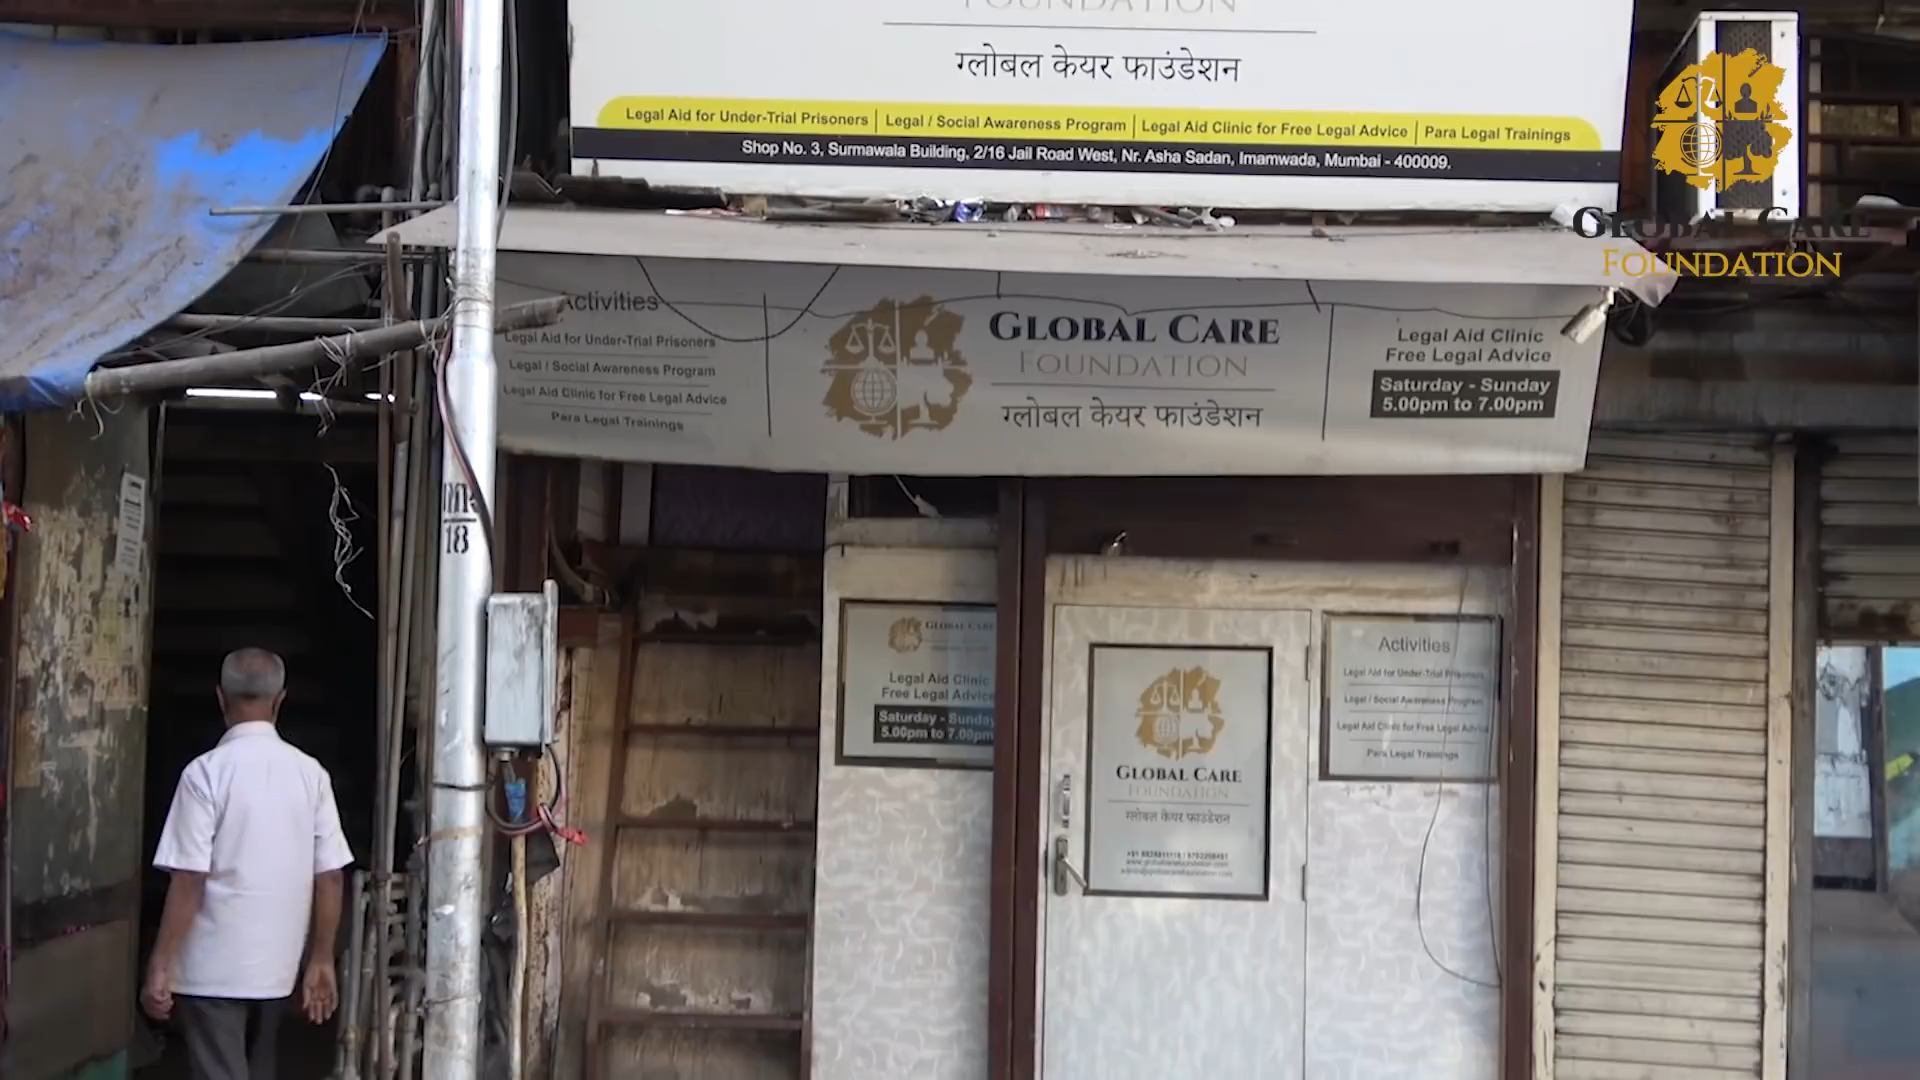 FOUNDATION
ग्लोबल केयर फाउंडेशन
Legal Aid for Under-Trial Prisoners | Legal / Social Awareness Program | Legal Aid Clinic for Free Legal Advice | Para Legal Trainings
Shop No. 3, Surmawala Building, 2/16 Jail Road West, Nr. Asha Sadan, Imamwada, Mumbai - 400009.
GLOBAL CARE
FOUNDATION
Activities
Legal Aid for Under-Trial Prisoners
Legal / Social Awareness Program
Legal Aid Clinic for Free Legal Advice
Para Legal Trainings
GLOBAL CARE
FOUNDATION
ग्लोबल केयर फाउंडेशन
Legal Aid Clinic
Free Legal Advice
Saturday - Sunday
5.00pm to 7.00pm
18
GLOBAL CARE
Legal Aid Clinic
Free Legal Advice
Saturday - Sunday
5.00pm to 7.00pm
GLOBAL CARE
FOUNDATION
ग्लोबल केयर फाउंडेशन
Activities
Legal Aid for Under-Trial Prisoners
Legal / Social Awareness Program
Legal Aid Clinic for Free Legal Advice
Para Legal Trainings